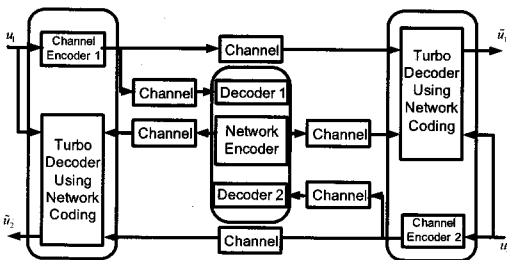 u₁
Channel
Encoder 1
Channel
ũ₁
Turbo
Decoder
Using
Network
Coding
Channel
Decoder 1
Channel
Network
Encoder
Channel
Turbo
Decoder
Using
Network
Coding
Decoder 2
Channel
ũ₂
Channel
Channel
Encoder 2
u